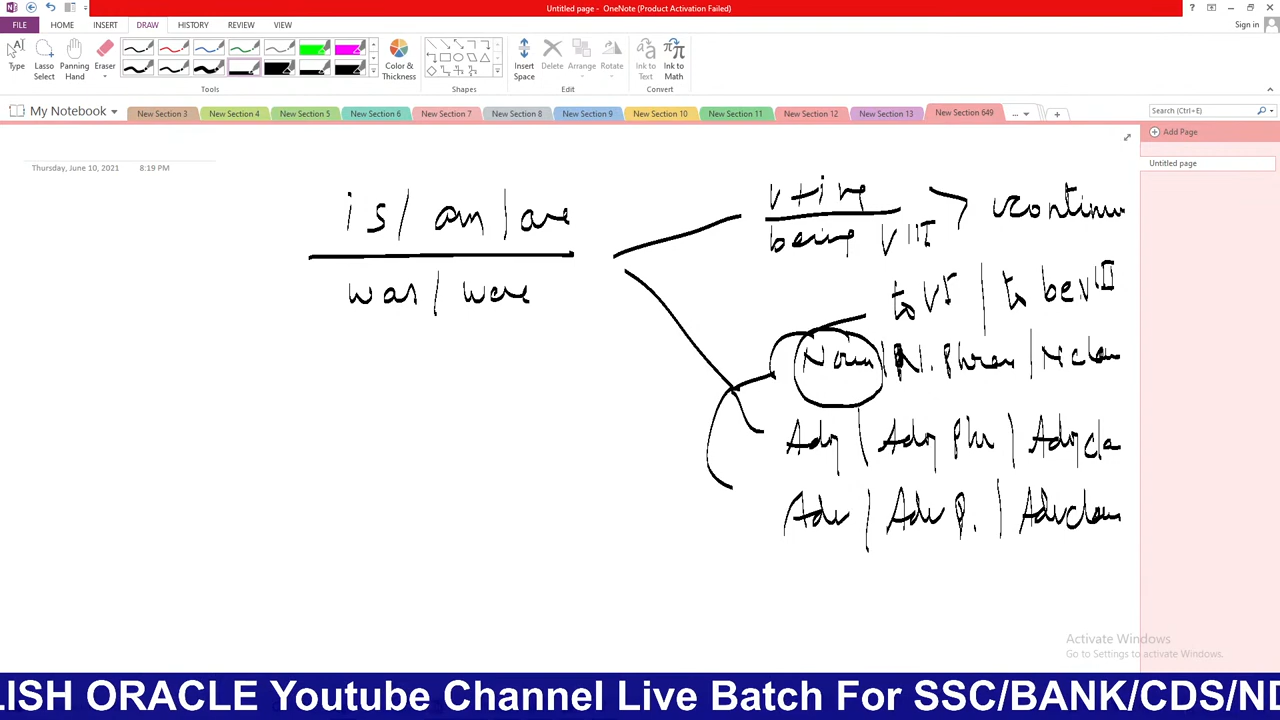 Untitled page - OneNote (Product Activation Failed)
FILE HOME INSERT DRAW HISTORY REVIEW VIEW
Sign in
Type Lasso Select Panning Hand Eraser Color & Thickness Insert Space Delete Arrange Rotate Ink to Text Ink to Math
Tools Shapes Edit Convert
My Notebook New Section 3 New Section 4 New Section 5 New Section 6 New Section 7 New Section 8 New Section 9 New Section 10 New Section 11 New Section 12 New Section 13 New Section 649 ... Search (Ctrl+E)
Add Page
Untitled page
Thursday, June 10, 2021 8:19 PM
is/ am/are
was/ were
v+ing
being VIII
continu
to VI | to be.VIII
Noun | N. Phras | N clau
Adj | Adj Phr | Adj cla
Adv | Adv P. | Adv clau
Activate Windows
Go to Settings to activate Windows.
LISH ORACLE Youtube Channel Live Batch For SSC/BANK/CDS/ND